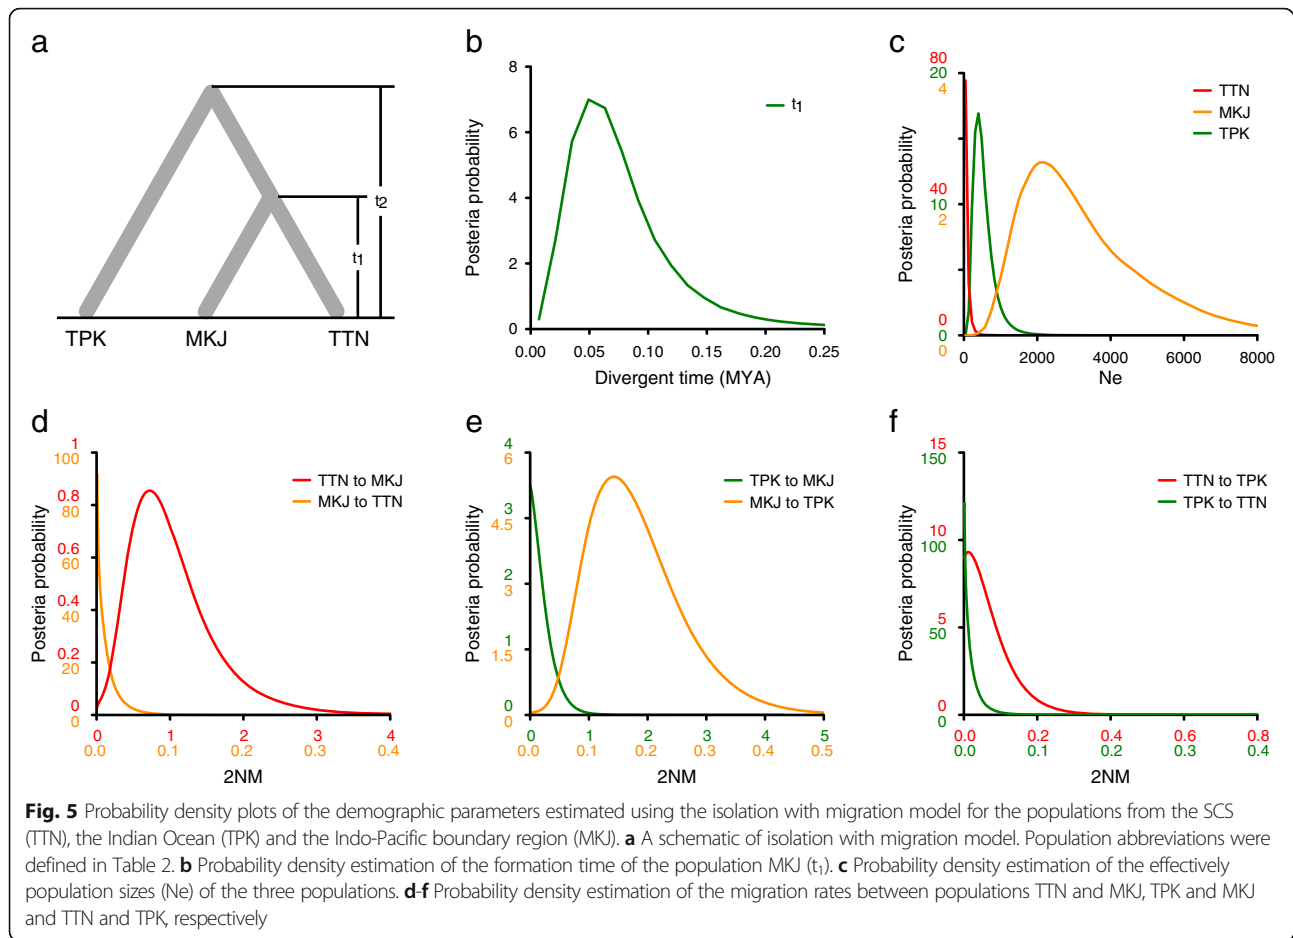 a
t2
t1
TPK MKJ TTN
b
Posteria probability
8
6
4
2
0
t1
0.00 0.05 0.10 0.15 0.20 0.25
Divergent time (MYA)
c
Posteria probability
80
20
4
40
10
2
0
0
0
TTN
MKJ
TPK
0 2000 4000 6000 8000
Ne
d
Posteria probability
1
100
0.8
80
0.6
60
0.4
40
0.2
20
0
0
TTN to MKJ
MKJ to TTN
0 1 2 3 4
0.0 0.1 0.2 0.3 0.4
2NM
e
Posteria probability
4
6
3
4.5
2
3
1
1.5
0
0
TPK to MKJ
MKJ to TPK
0 1 2 3 4 5
0.0 0.1 0.2 0.3 0.4 0.5
2NM
f
Posteria probability
15
150
10
100
5
50
0
0
TTN to TPK
TPK to TTN
0.0 0.2 0.4 0.6 0.8
0.0 0.1 0.2 0.3 0.4
2NM
Fig. 5 Probability density plots of the demographic parameters estimated using the isolation with migration model for the populations from the SCS
(TTN), the Indian Ocean (TPK) and the Indo-Pacific boundary region (MKJ). a A schematic of isolation with migration model. Population abbreviations were
defined in Table 2. b Probability density estimation of the formation time of the population MKJ (t1). c Probability density estimation of the effectively
population sizes (Ne) of the three populations. d-f Probability density estimation of the migration rates between populations TTN and MKJ, TPK and MKJ
and TTN and TPK, respectively